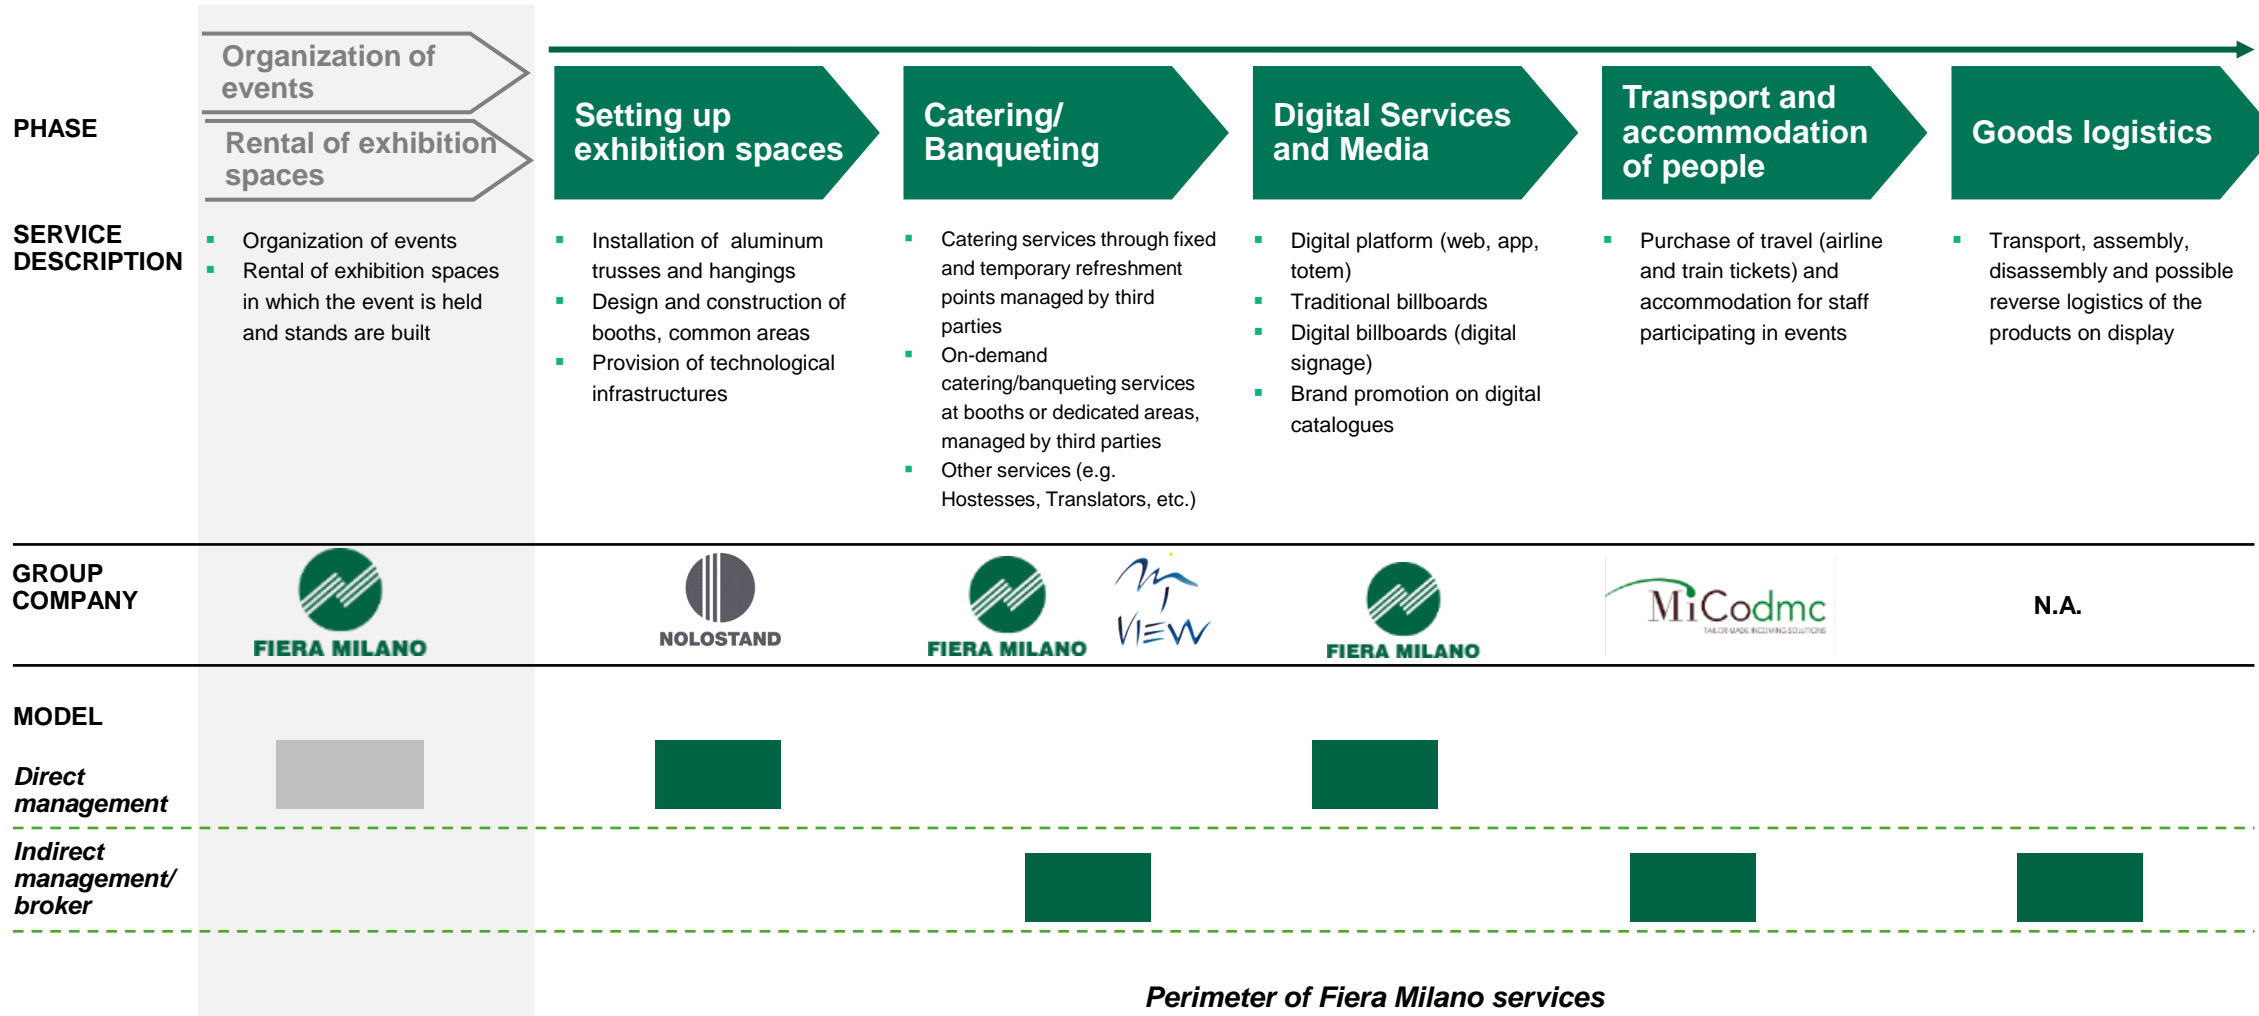 PHASE
Organization of
events
Rental of exhibition
spaces
Setting up
exhibition spaces
Catering/
Banqueting
Digital Services
and Media
Transport and
accommodation
of people
Goods logistics
SERVICE
DESCRIPTION
Organization of events
Rental of exhibition spaces
in which the event is held
and stands are built
Installation of aluminum
trusses and hangings
Design and construction of
booths, common areas
Provision of technological
infrastructures
Catering services through fixed
and temporary refreshment
points managed by third
parties
On-demand
catering/banqueting services
at booths or dedicated areas,
managed by third parties
Other services (e.g.
Hostesses, Translators, etc.)
Digital platform (web, app,
totem)
Traditional billboards
Digital billboards (digital
signage)
Brand promotion on digital
catalogues
Purchase of travel (airline
and train tickets) and
accommodation for staff
participating in events
Transport, assembly,
disassembly and possible
reverse logistics of the
products on display
GROUP
COMPANY
FIERA MILANO
NOLOSTAND
FIERA MILANO
MI
VIEW
FIERA MILANO
MiCodmc
TAILOR-MADE INCOMING SOLUTIONS
N.A.
MODEL
Direct
management
Indirect
management/
broker
Perimeter of Fiera Milano services